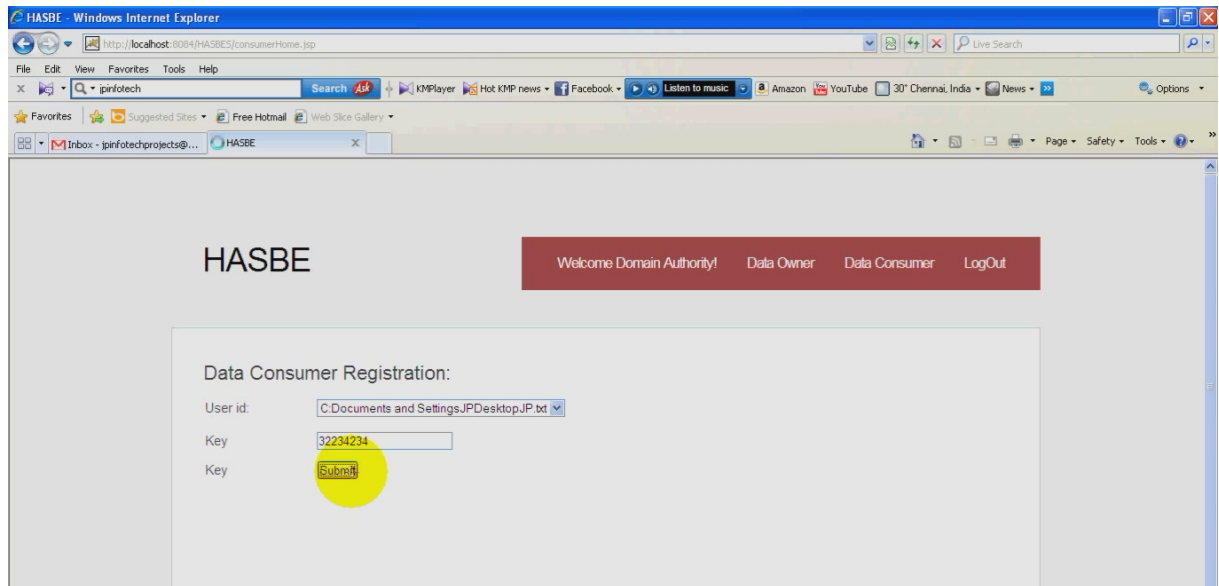 HASBE - Windows Internet Explorer
http://localhost:8084/HASBES/consumerHome.jsp
Live Search
File Edit View Favorites Tools Help
x jpinfotech Search KMPlayer Hot KMP news Facebook Listen to music Amazon YouTube 30° Chennai, India News Options
Favorites Suggested Sites Free Hotmail Web Slice Gallery
Inbox - jpinfotechprojects@... HASBE x Page Safety Tools
HASBE
Welcome Domain Authority! Data Owner Data Consumer LogOut
Data Consumer Registration:
User id: C:Documents and SettingsJPDesktopJP.txt
Key 32234234
Key Submit